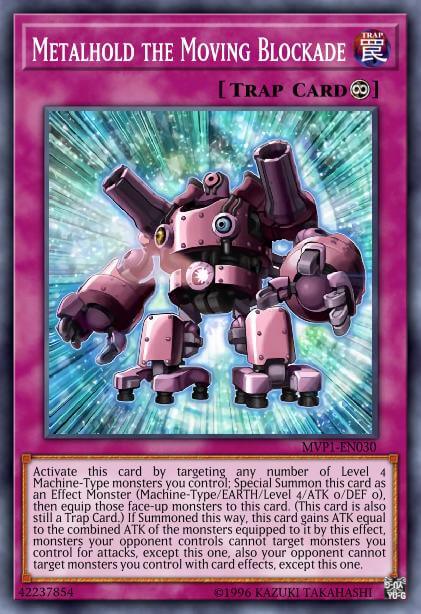 METALHOLD THE MOVING BLOCKADE
TRAP
罠
[TRAP CARD∞]
MVP1-EN030
Activate this card by targeting any number of Level 4
Machine-Type monsters you control; Special Summon this card as
an Effect Monster (Machine-Type/EARTH/Level 4/ATK 0/DEF 0),
then equip those face-up monsters to this card. (This card is also
still a Trap Card.) If Summoned this way, this card gains ATK equal
to the combined ATK of the monsters equipped to it by this effect,
monsters your opponent controls cannot target monsters you
control for attacks, except this one, also your opponent cannot
target monsters you control with card effects, except this one.
42237854
©1996 KAZUKI TAKAHASHI